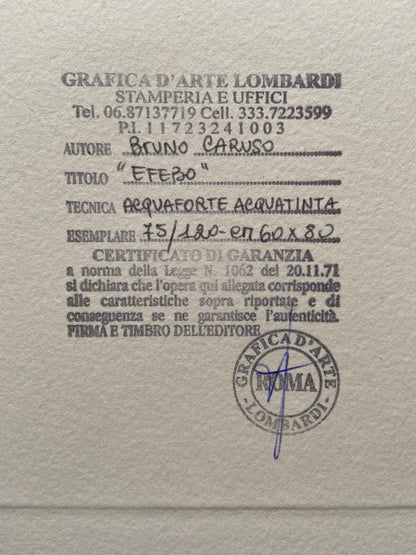 GRAFICA D'ARTE LOMBARDI
STAMPERIA E UFFICI
Tel. 06.87137719 Cell. 333.7223599
P.I. 11723241003
AUTORE BRUNO CARUSO
TITOLO "EFEBO"
TECNICA ACQUAFORTE ACQUATINTA
ESEMPLARE 75/120 - cm 60x80
CERTIFICATO DI GARANZIA
a norma della Legge N. 1062 del 20.11.71
si dichiara che l'opera qui allegata corrisponde
alle caratteristiche sopra riportate e di
conseguenza se ne garantisce l'autenticità.
FIRMA E TIMBRO DELL'EDITORE
GRAFICA D'ARTE
ROMA
- LOMBARDI -